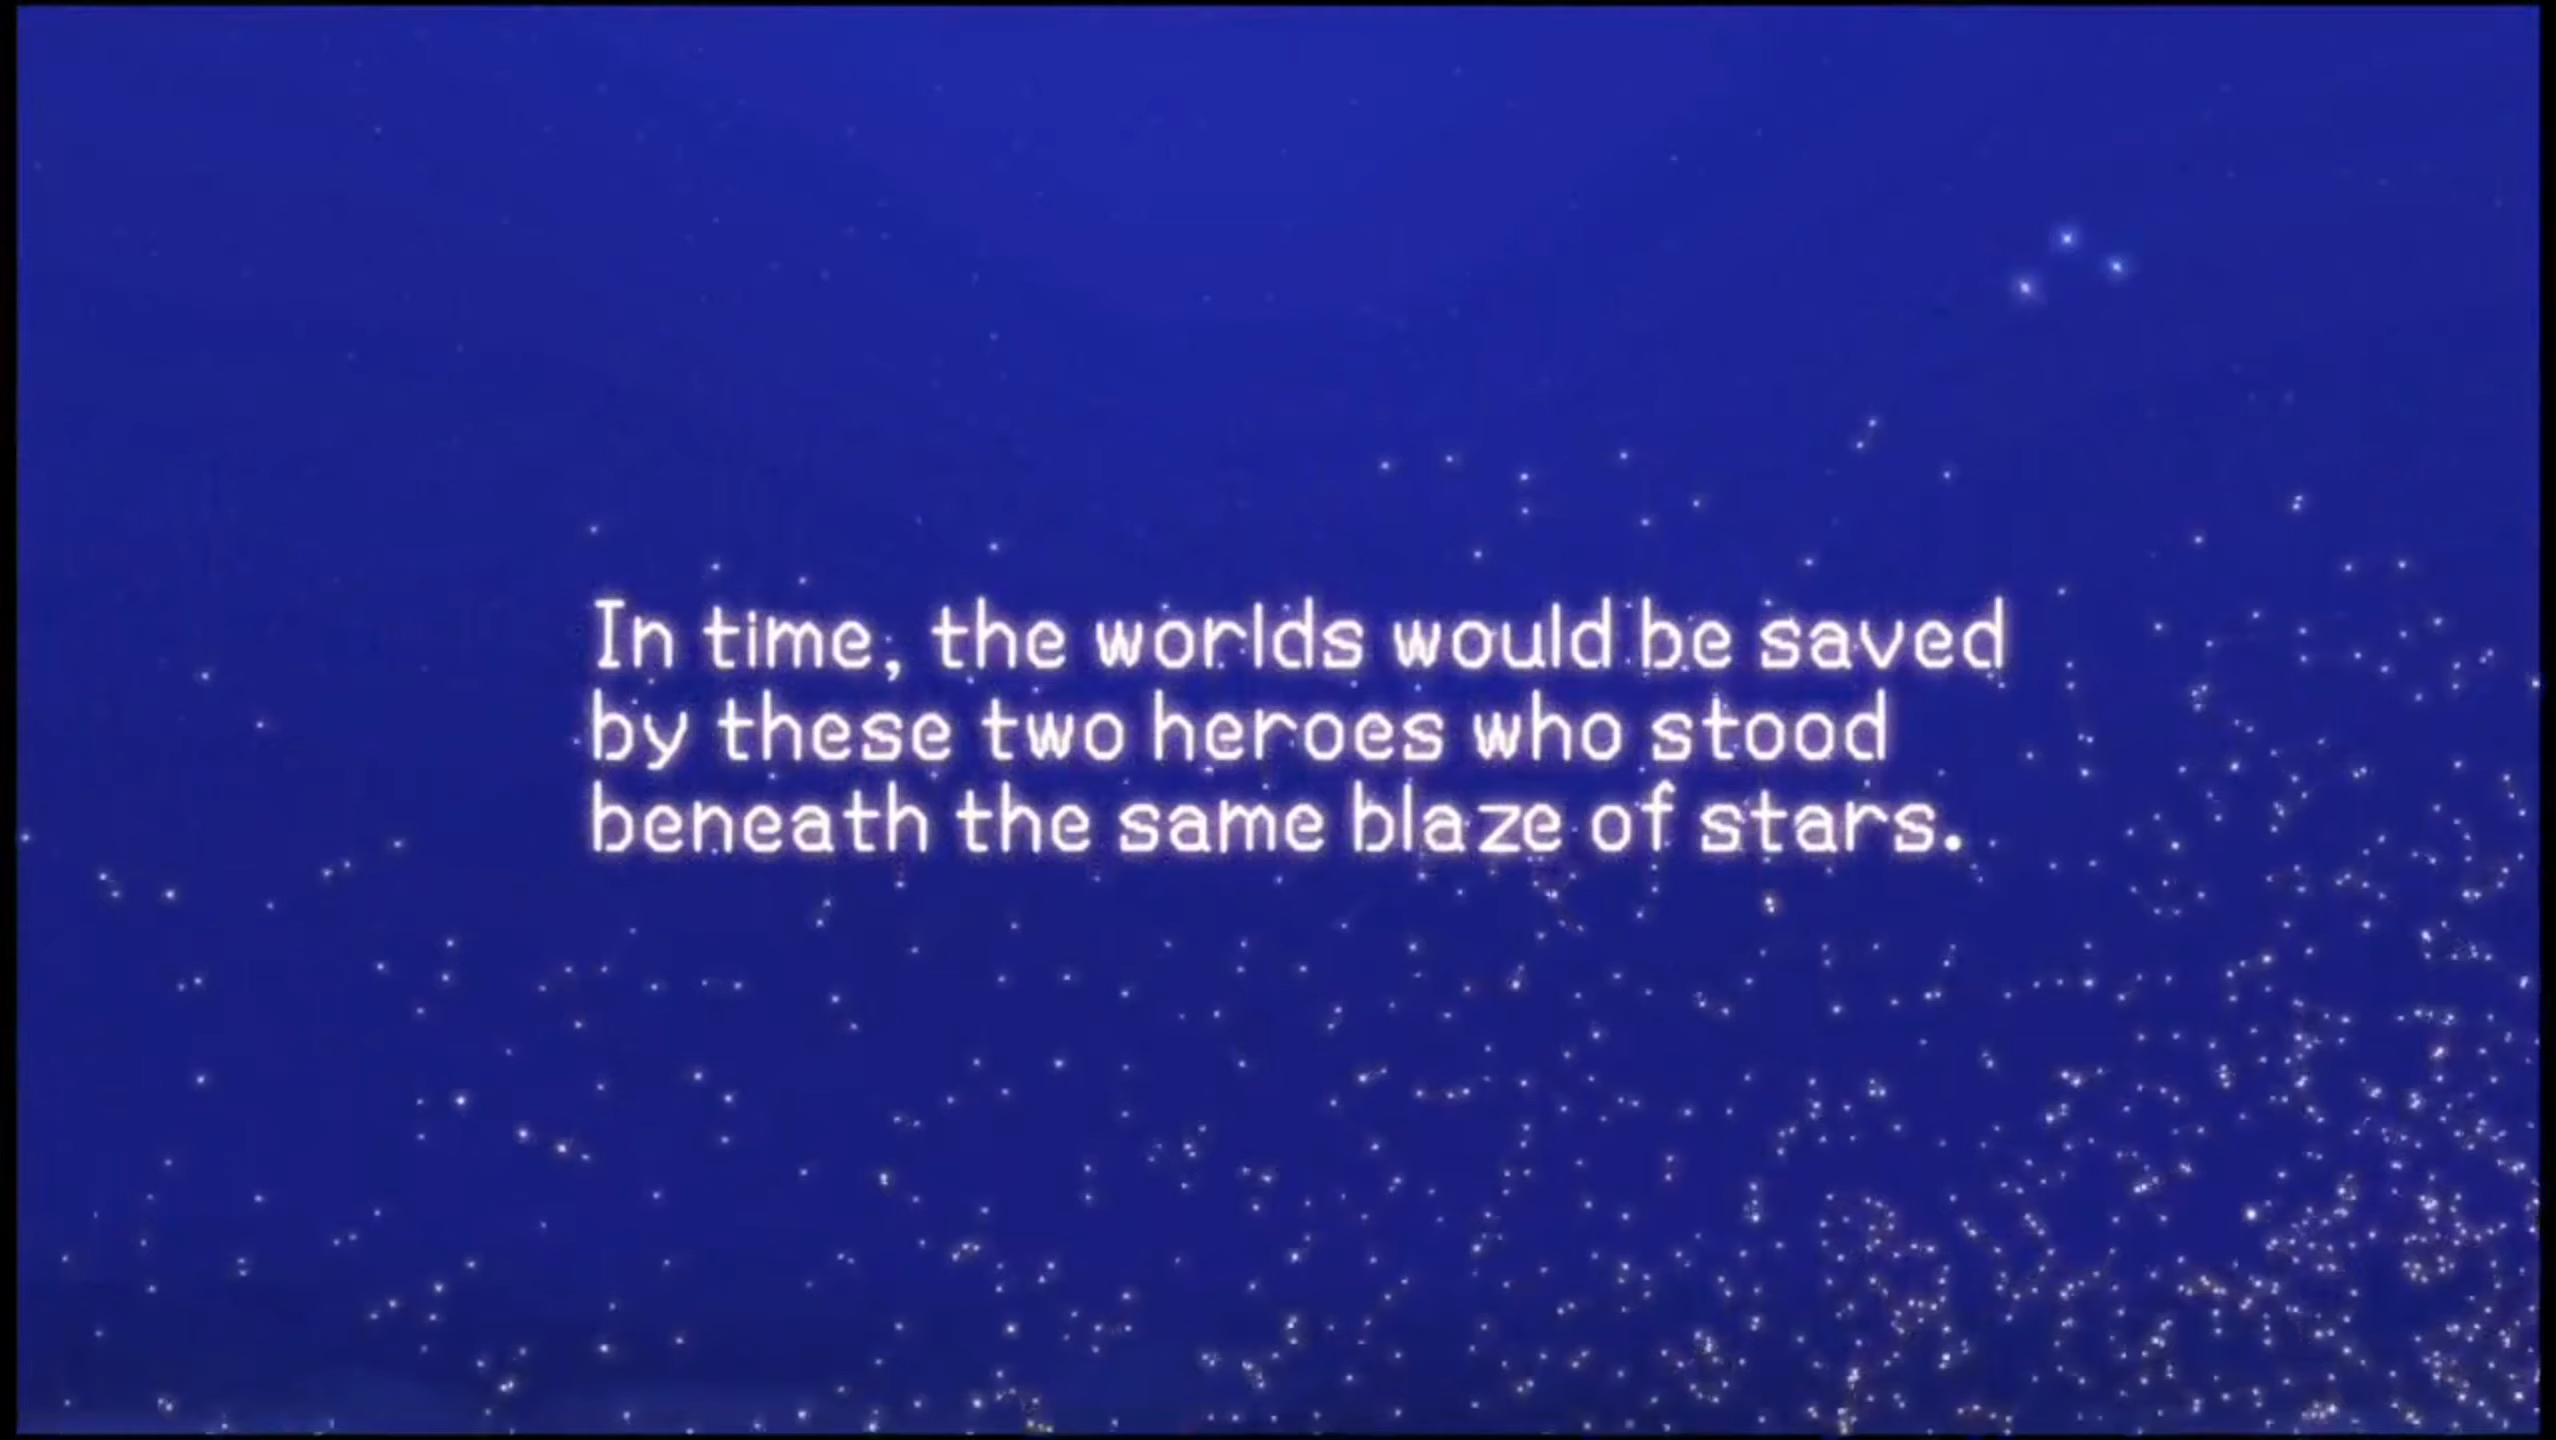 In time, the worlds would be saved
by these two heroes who stood
beneath the same blaze of stars.